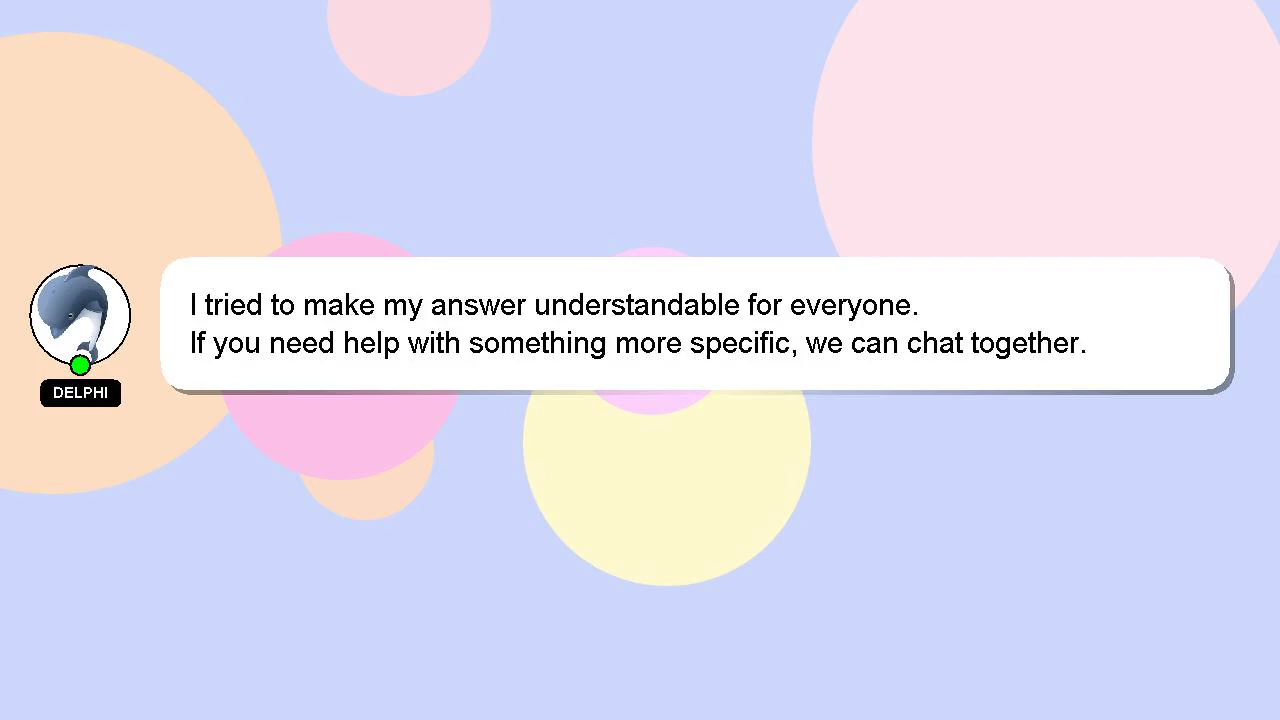 I tried to make my answer understandable for everyone.
If you need help with something more specific, we can chat together.
DELPHI